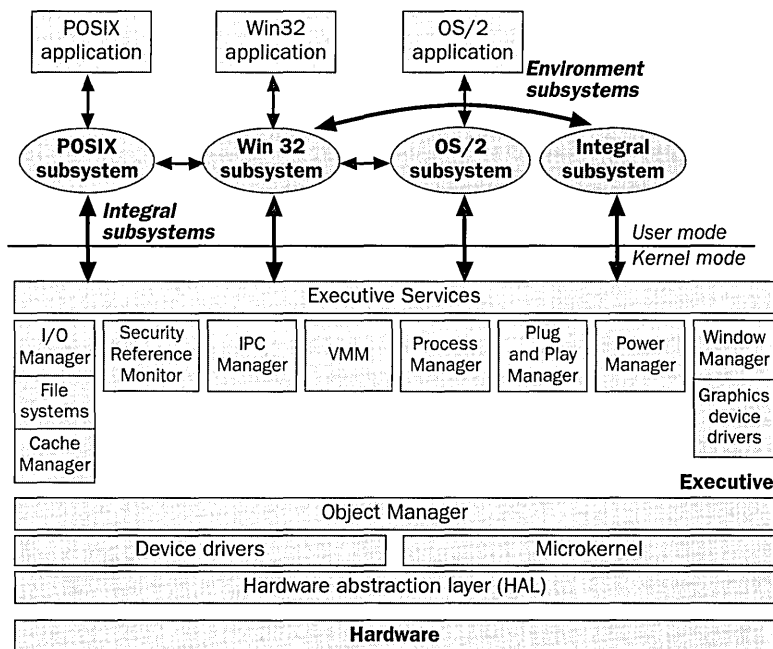 POSIX
application
Win32
application
OS/2
application
Environment
subsystems
POSIX
subsystem
Win 32
subsystem
OS/2
subsystem
Integral
subsystem
Integral
subsystems
User mode
Kernel mode
Executive Services
I/O
Manager
Security
Reference
Monitor
IPC
Manager
VMM
Process
Manager
Plug
and Play
Manager
Power
Manager
Window
Manager
File
systems
Cache
Manager
Graphics
device
drivers
Executive
Object Manager
Device drivers
Microkernel
Hardware abstraction layer (HAL)
Hardware